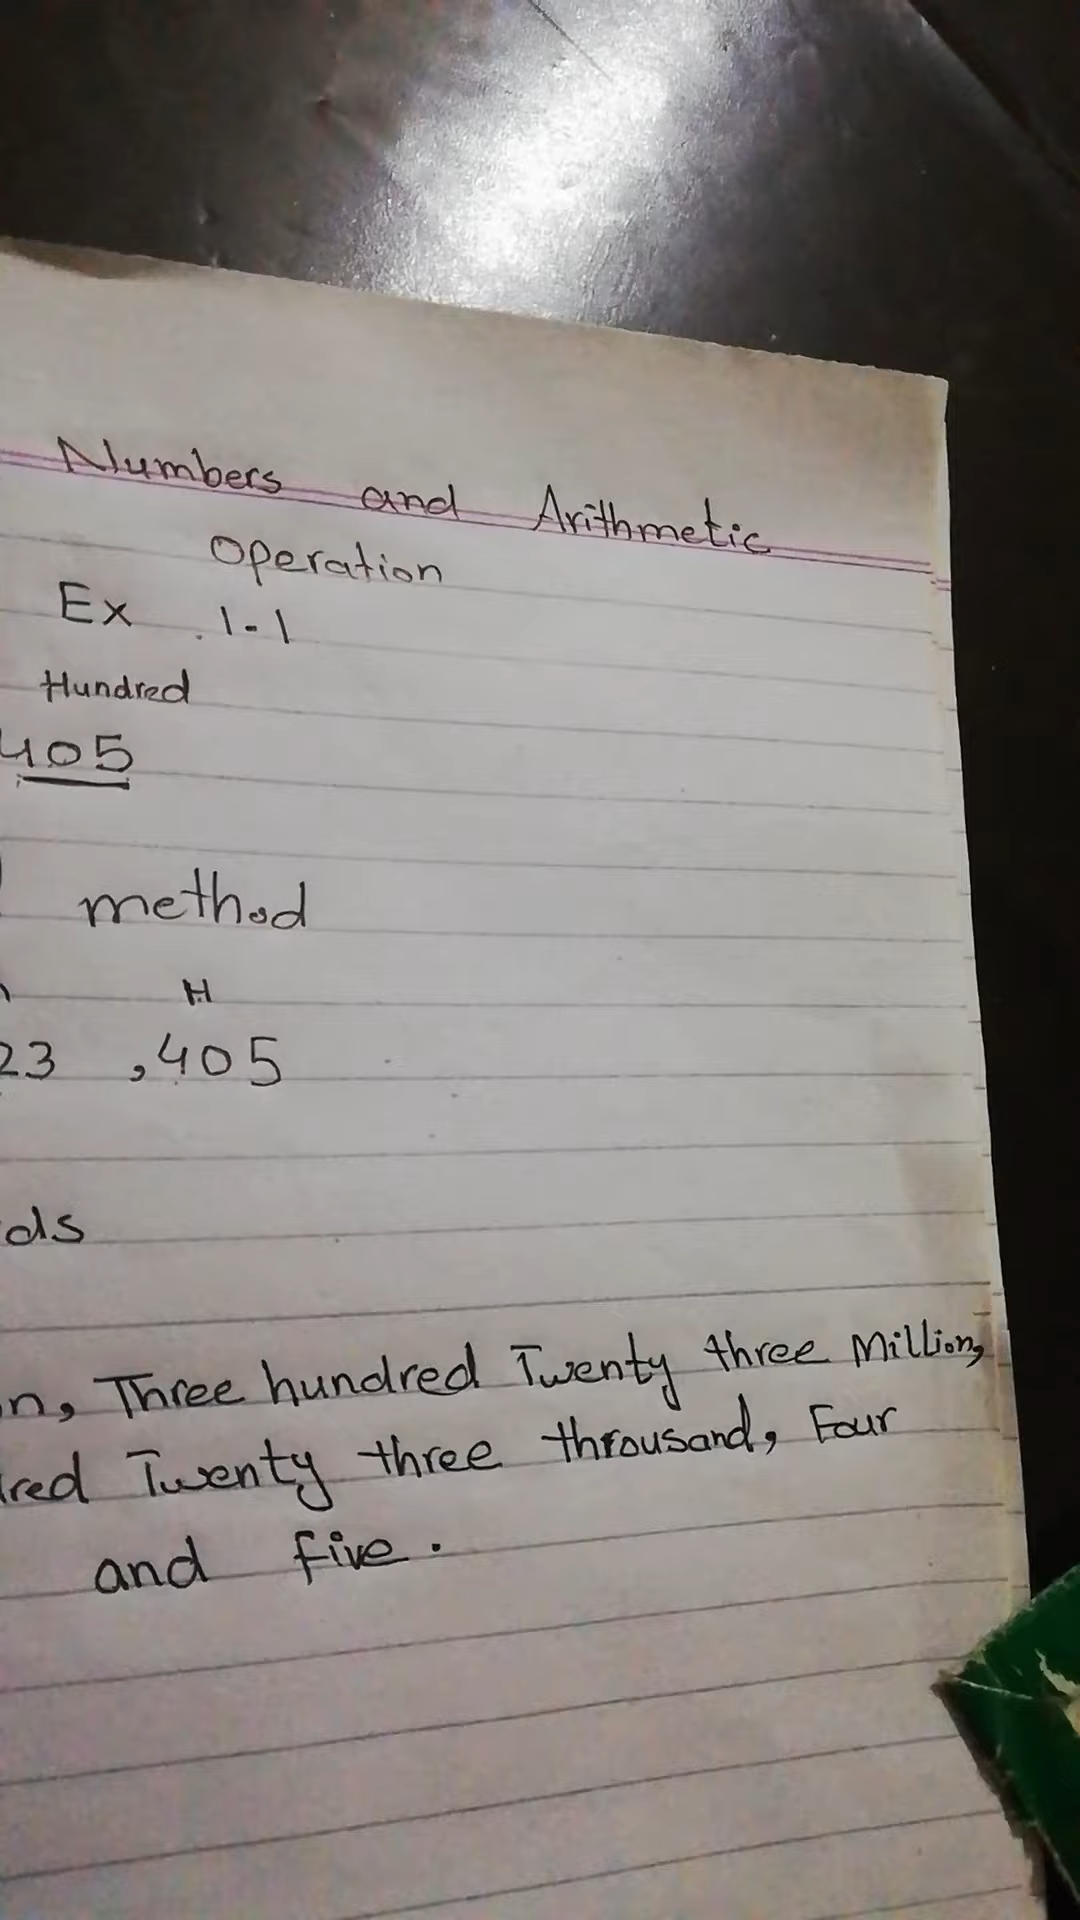 Numbers and Arithmetic
Operation
Ex . 1-1
Hundred
405
method
H
23 ,405
ds
n, Three hundred Twenty three Million,
red Twenty three throusand, Four
and five.